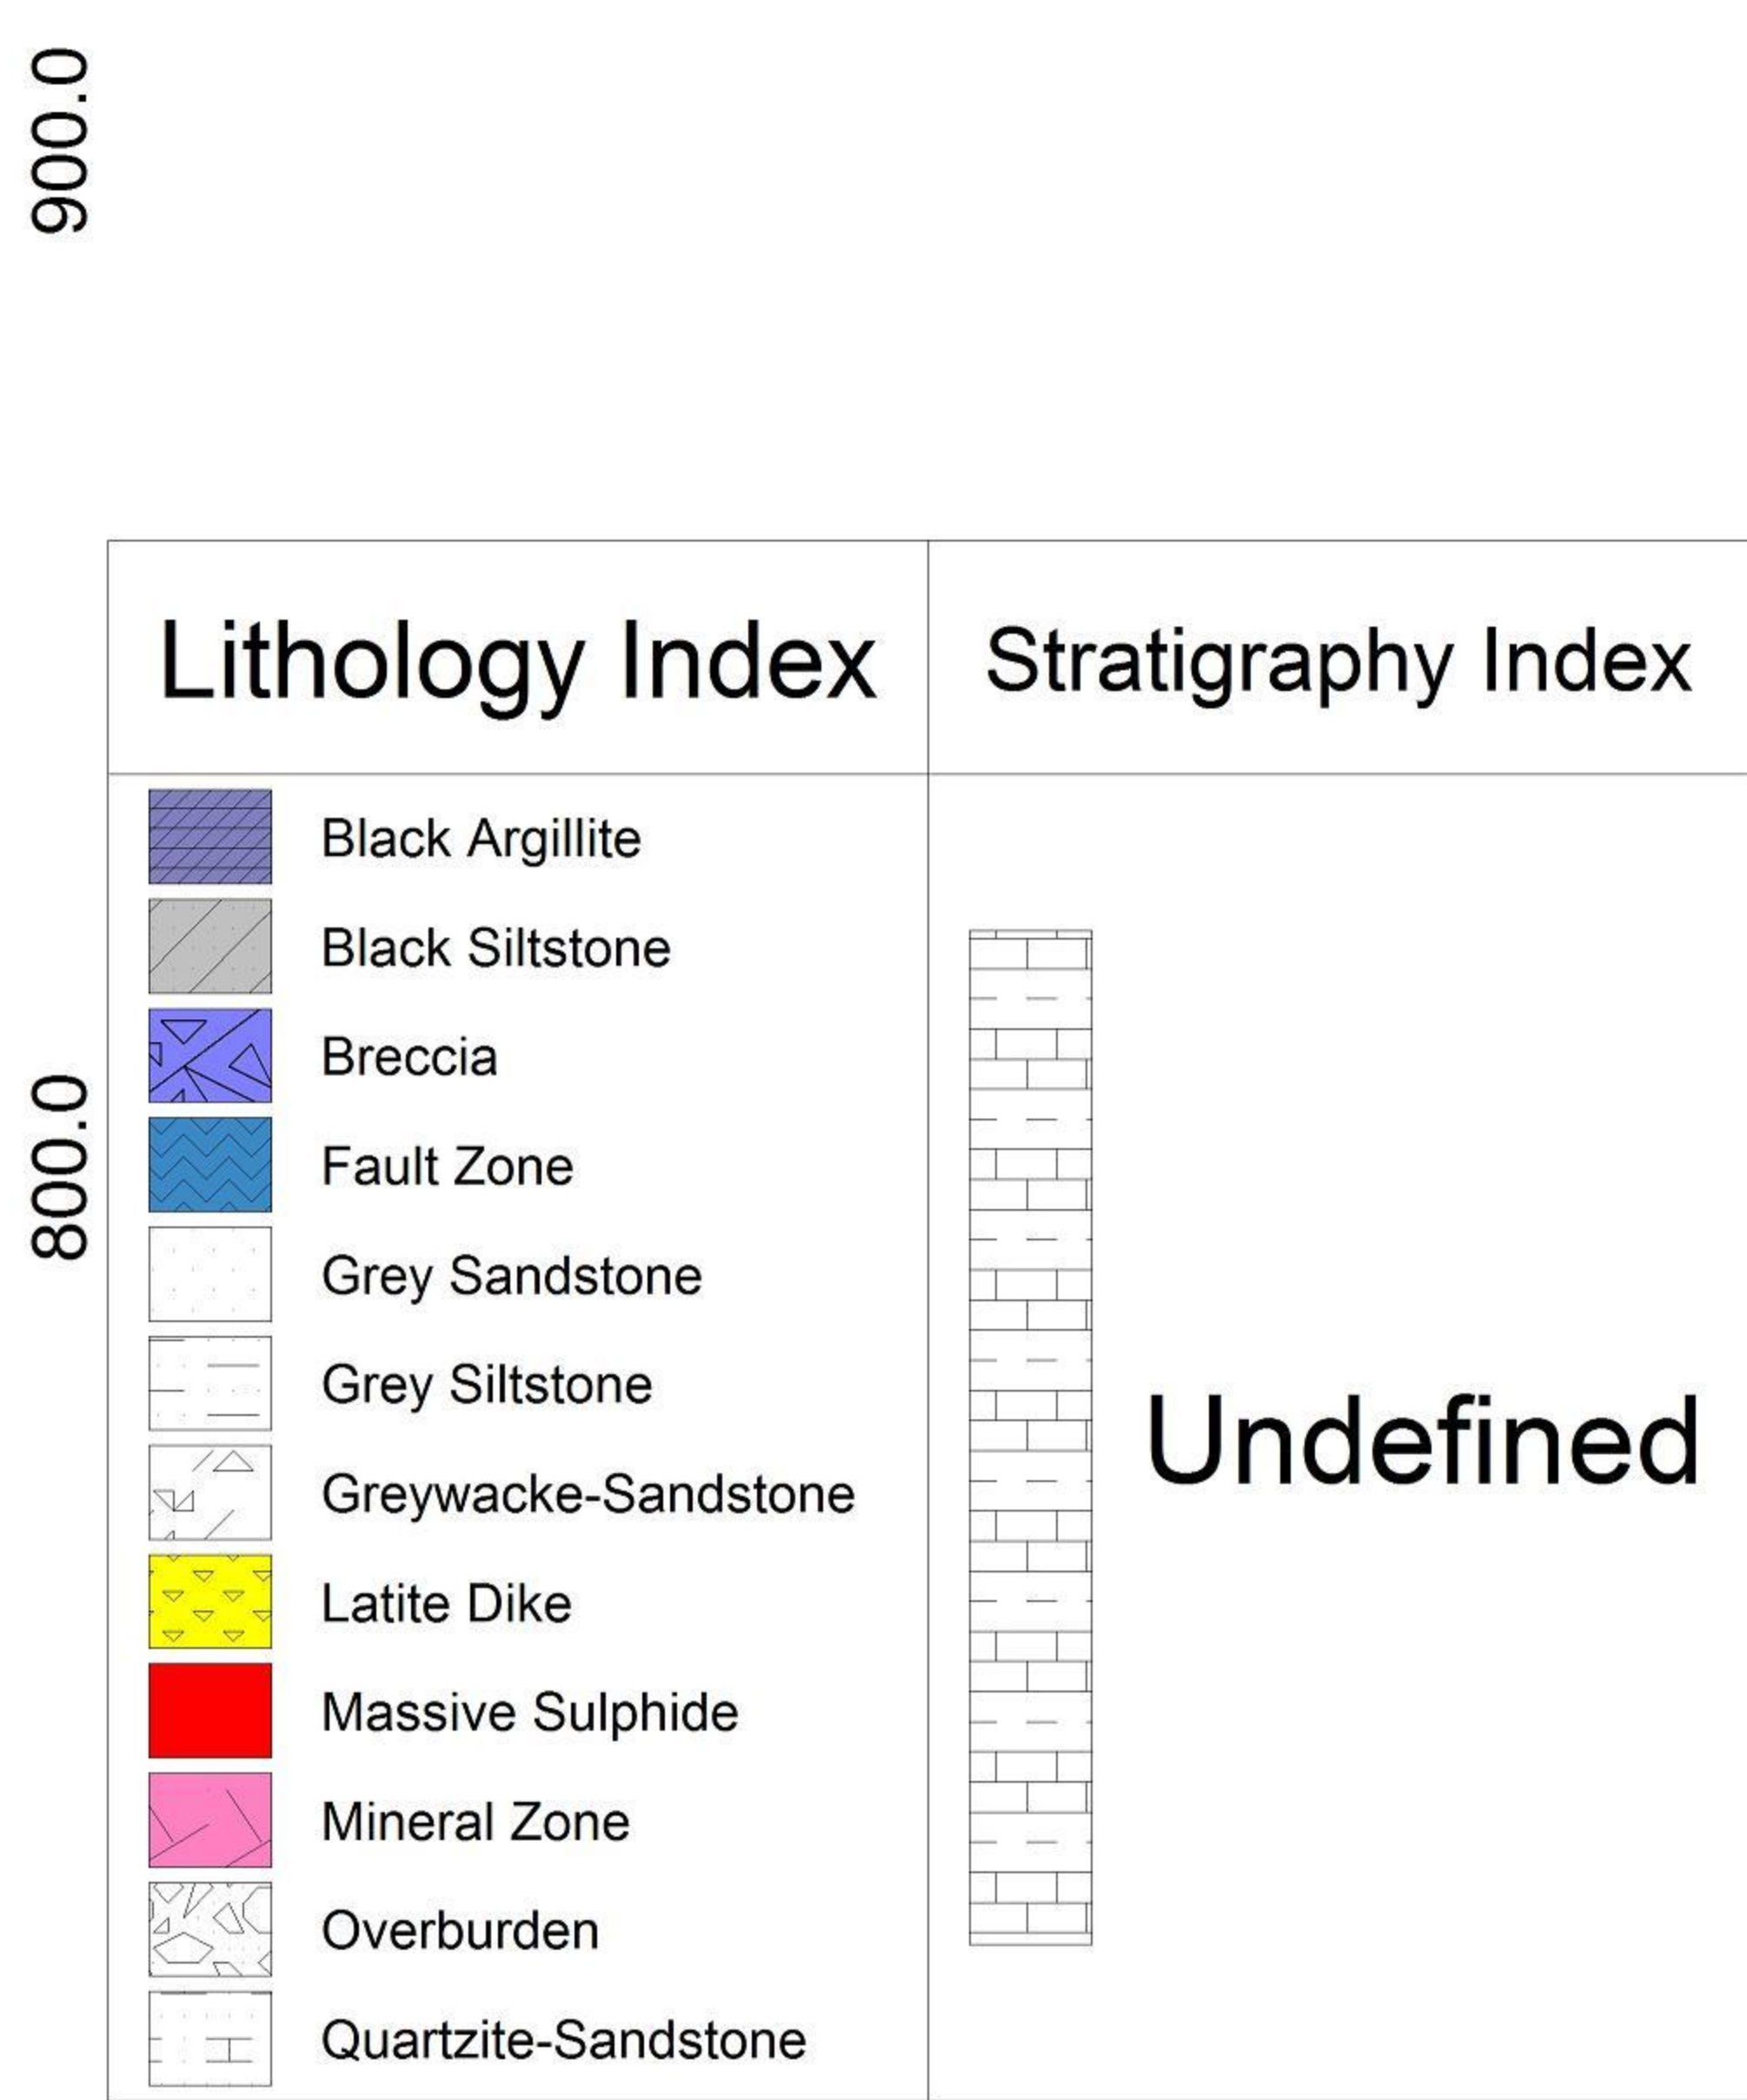 900.0
800.0
Lithology Index
Stratigraphy Index
Black Argillite
Black Siltstone
Breccia
Fault Zone
Grey Sandstone
Grey Siltstone
Greywacke-Sandstone
Latite Dike
Massive Sulphide
Mineral Zone
Overburden
Quartzite-Sandstone
Undefined